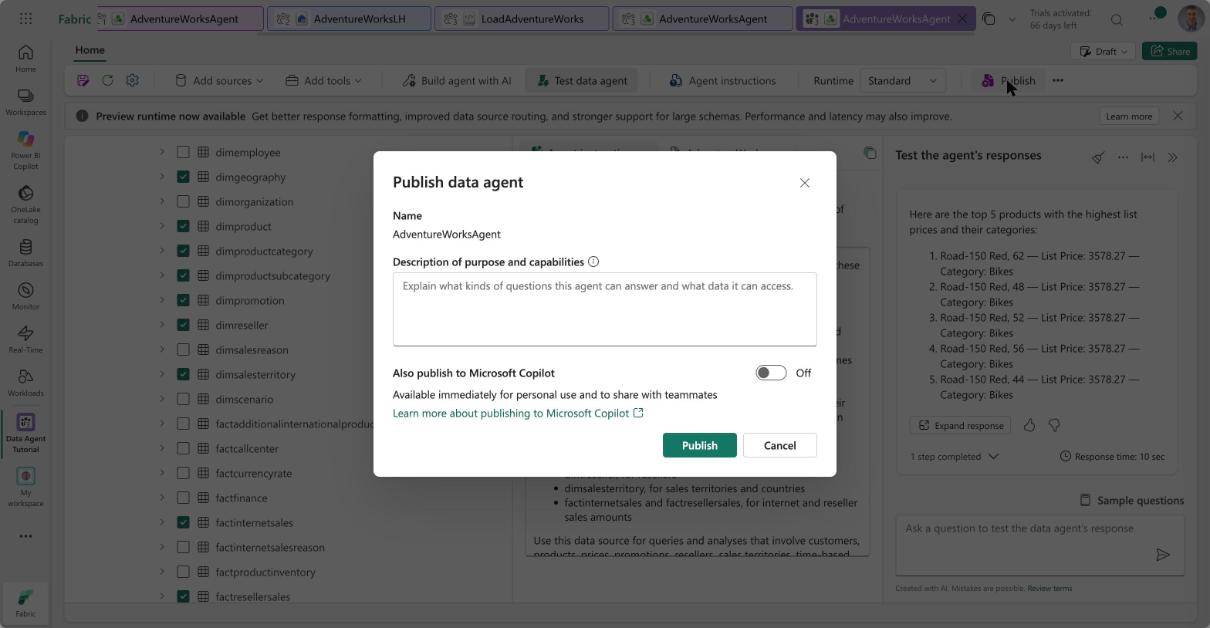 Fabric
AdventureWorksAgent
AdventureWorksLH
LoadAdventureWorks
AdventureWorksAgent
AdventureWorksAgent
Trials activated:
66 days left
Home
Draft
Share
Add sources
Add tools
Build agent with AI
Test data agent
Agent instructions
Runtime
Standard
Publish
Preview runtime now available Get better response formatting, improved data source routing, and stronger support for large schemas. Performance and latency may also improve.
Learn more
Home
Workspaces
Power BI
Copilot
OneLake
catalog
Databases
Monitor
Real-Time
Workloads
Data Agent
Tutorial
My
workspace
Fabric
dimemployee
dimgeography
dimorganization
dimproduct
dimproductcategory
dimproductsubcategory
dimpromotion
dimreseller
dimsalesreason
dimsalesterritory
dimscenario
factadditionalinternationalproduc
factcallcenter
factcurrencyrate
factfinance
factinternetsales
factinternetsalesreason
factproductinventory
factresellersales
Publish data agent
Name
AdventureWorksAgent
Description of purpose and capabilities
Explain what kinds of questions this agent can answer and what data it can access.
Also publish to Microsoft Copilot
Off
Available immediately for personal use and to share with teammates
Learn more about publishing to Microsoft Copilot
Publish
Cancel
dimsalesterritory, for sales territories and countries
factinternetsales and factresellersales, for internet and reseller
sales amounts
Use this data source for queries and analyses that involve customers,
products, prices, promotions, resellers, sales territories, time-based
Test the agent's responses
Here are the top 5 products with the highest list
prices and their categories:
1. Road-150 Red, 62 — List Price: 3578.27 —
Category: Bikes
2. Road-150 Red, 48 — List Price: 3578.27 —
Category: Bikes
3. Road-150 Red, 52 — List Price: 3578.27 —
Category: Bikes
4. Road-150 Red, 56 — List Price: 3578.27 —
Category: Bikes
5. Road-150 Red, 44 — List Price: 3578.27 —
Category: Bikes
Expand response
1 step completed
Response time: 10 sec
Sample questions
Ask a question to test the data agent's response
Created with AI. Mistakes are possible. Review terms